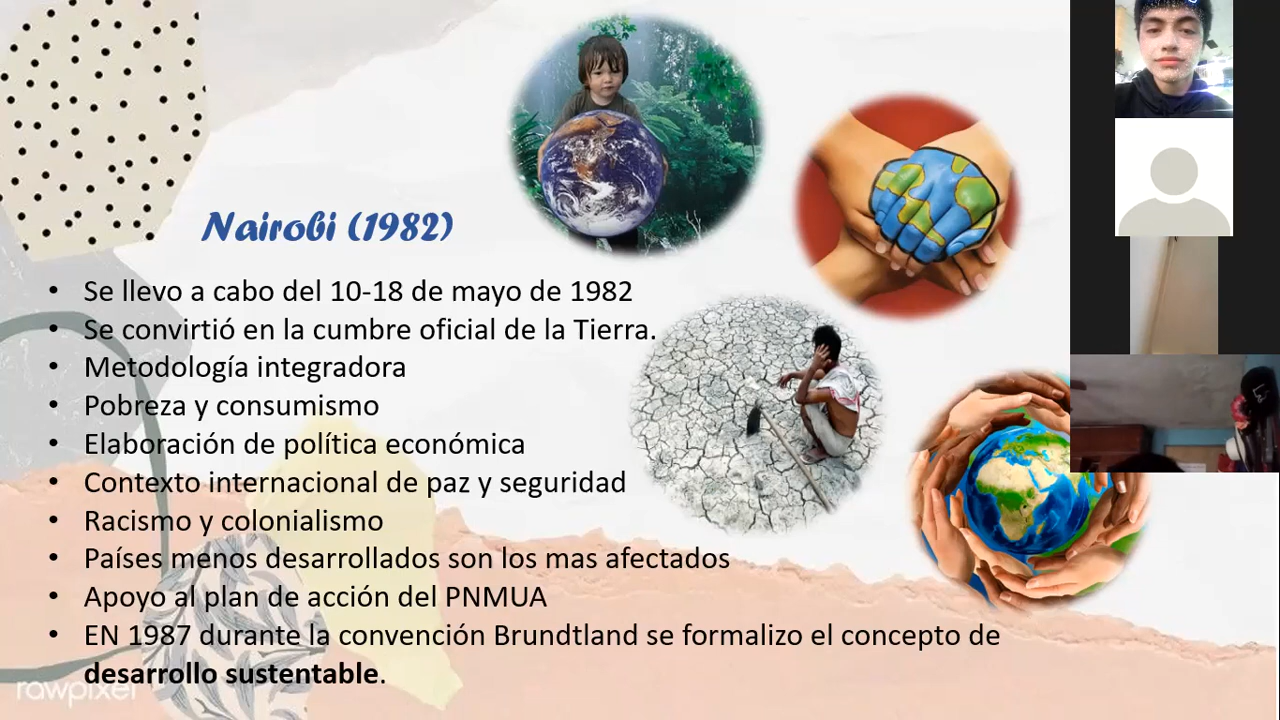 Nairobi (1982)
• Se llevo a cabo del 10-18 de mayo de 1982
• Se convirtió en la cumbre oficial de la Tierra.
• Metodología integradora
• Pobreza y consumismo
• Elaboración de política económica
• Contexto internacional de paz y seguridad
• Racismo y colonialismo
• Países menos desarrollados son los mas afectados
• Apoyo al plan de acción del PNMUA
• EN 1987 durante la convención Brundtland se formalizo el concepto de
desarrollo sustentable.
rawpixel